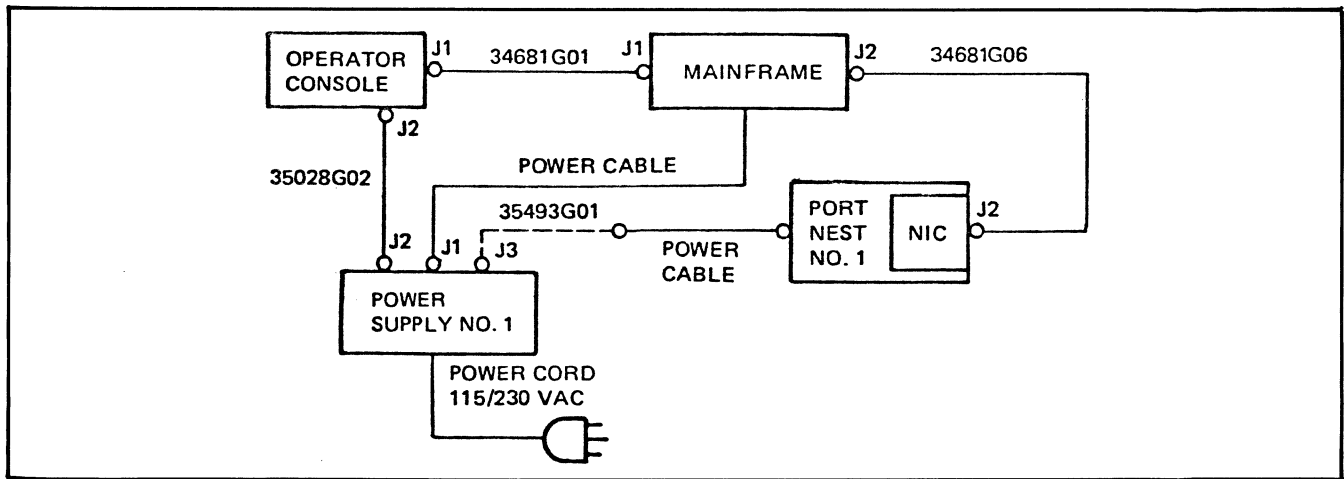 OPERATOR
CONSOLE
J1
34681G01
J1
MAINFRAME
J2
34681G06
J2
35028G02
POWER CABLE
35493G01
POWER
CABLE
PORT
NEST
NO. 1
NIC
J2
J2
J1
J3
POWER
SUPPLY NO. 1
POWER CORD
115/230 VAC